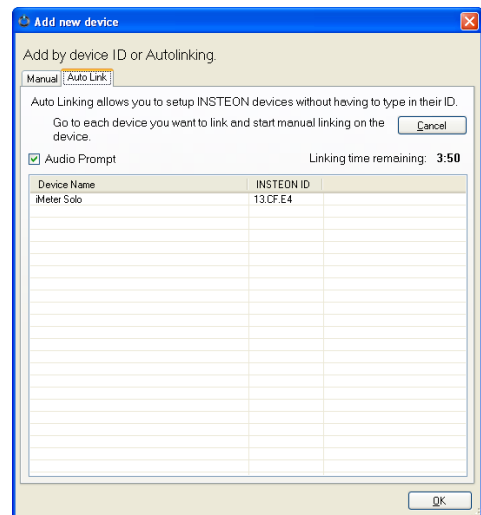 Add new device
Add by device ID or Autolinking.
Manual Auto Link
Auto Linking allows you to setup INSTEON devices without having to type in their ID.
Go to each device you want to link and start manual linking on the
device.
Cancel
Audio Prompt
Linking time remaining: 3:50
Device Name INSTEON ID
iMeter Solo 13.CF.E4
OK